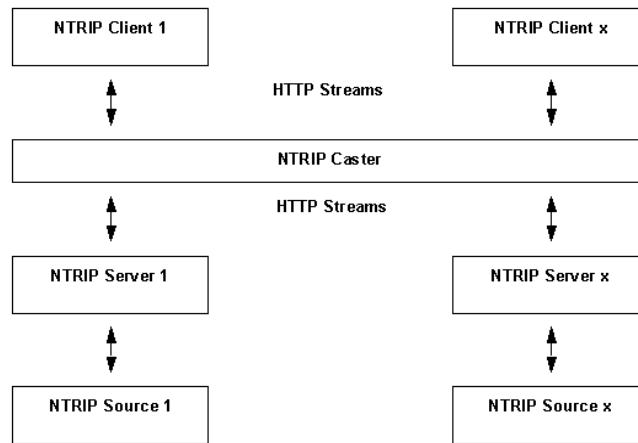 NTRIP Client 1
NTRIP Client x
HTTP Streams
NTRIP Caster
HTTP Streams
NTRIP Server 1
NTRIP Server x
NTRIP Source 1
NTRIP Source x